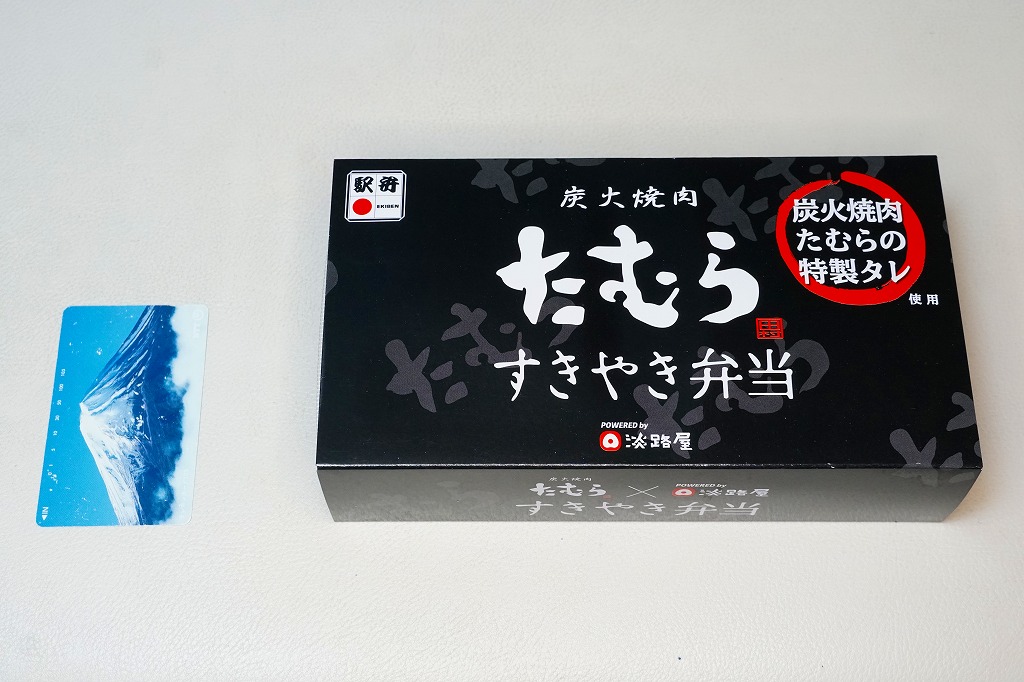 駅弁
EKIBEN
炭火焼肉
たむら
すきやき弁当
炭火焼肉
たむらの
特製タレ
使用
POWERED by
淡路屋
炭火焼肉
たむら × POWERED by 淡路屋
すきやき弁当
◀IN